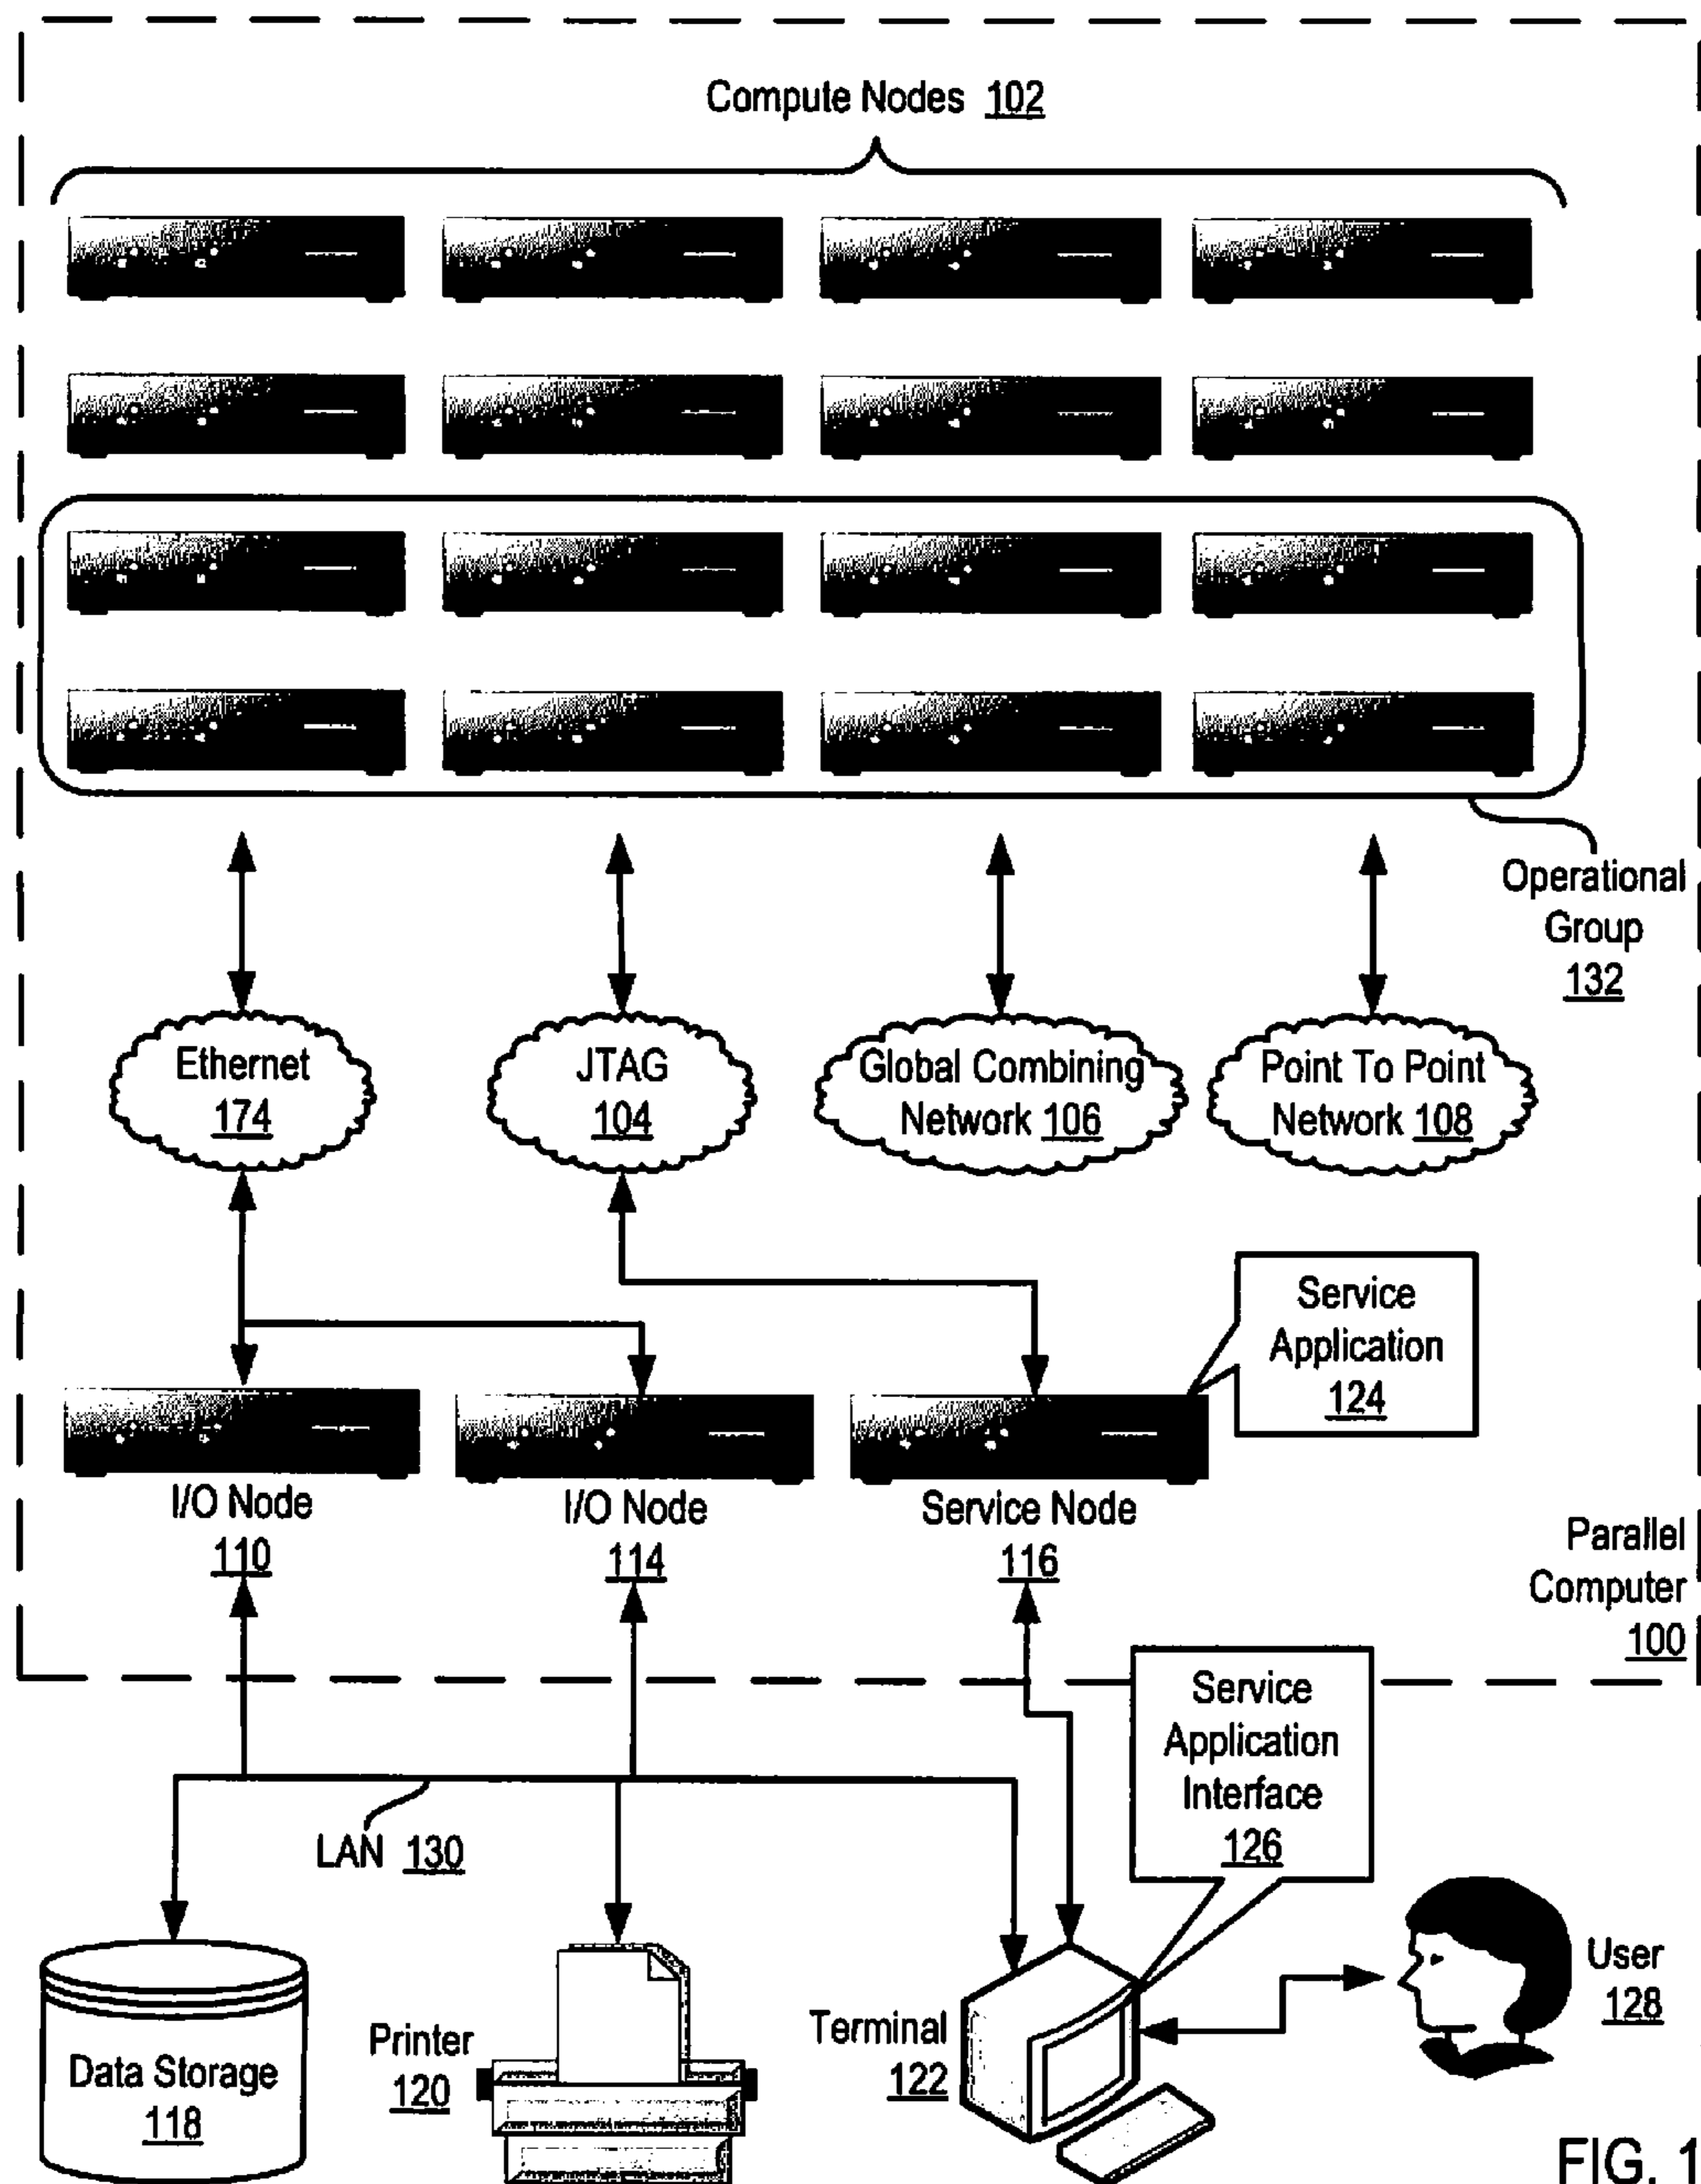 Compute Nodes 102
Operational
Group
132
Ethernet
174
JTAG
104
Global Combining
Network 106
Point To Point
Network 108
Service
Application
124
I/O Node
110
I/O Node
114
Service Node
116
Parallel
Computer
100
Service
Application
Interface
126
LAN 130
Data Storage
118
Printer
120
Terminal
122
User
128
FIG. 1